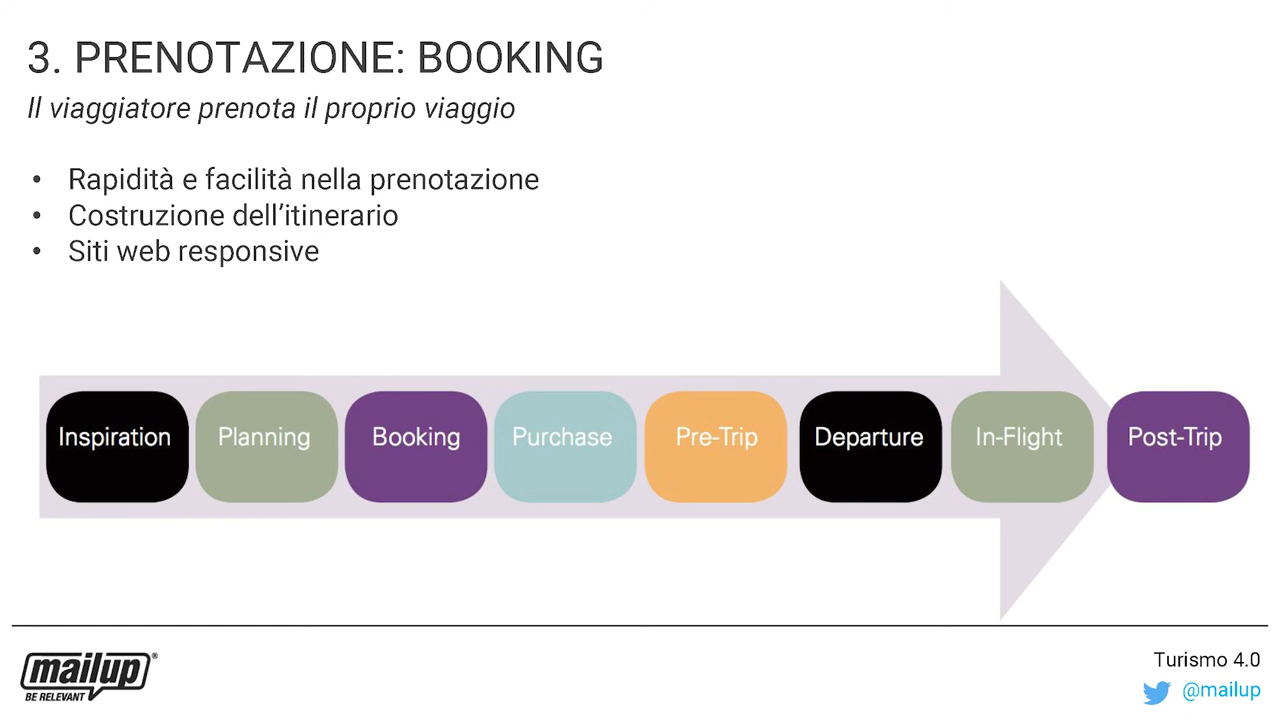 3. PRENOTAZIONE: BOOKING
Il viaggiatore prenota il proprio viaggio
• Rapidità e facilità nella prenotazione
• Costruzione dell’itinerario
• Siti web responsive
Inspiration Planning Booking Purchase Pre-Trip Departure In-Flight Post-Trip
mailup®
BE RELEVANT
Turismo 4.0
@mailup